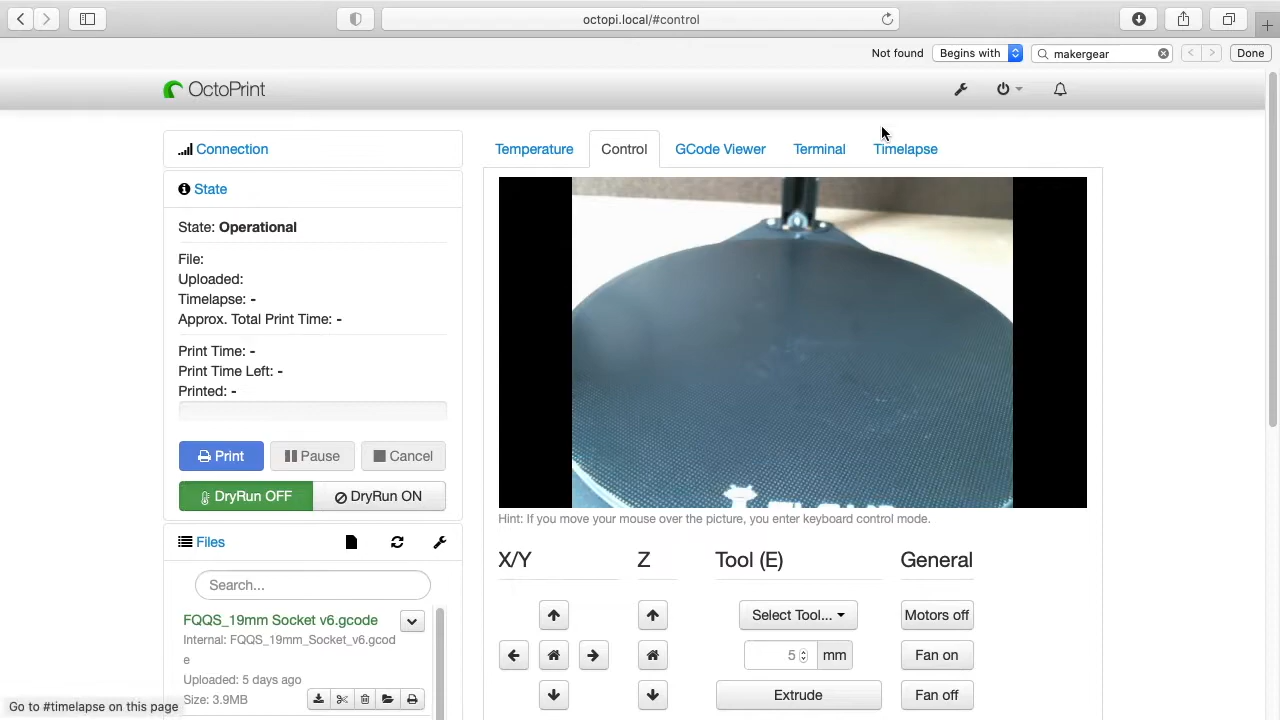 octopi.local/#control
Not found
Begins with
makergear
Done
OctoPrint
Connection
State
State: Operational
File:
Uploaded:
Timelapse: -
Approx. Total Print Time: -
Print Time: -
Print Time Left: -
Printed: -
Print
Pause
Cancel
DryRun OFF
DryRun ON
Files
Search...
FQQS_19mm Socket v6.gcode
Internal: FQQS_19mm_Socket_v6.gcod
e
Uploaded: 5 days ago
Size: 3.9MB
Go to #timelapse on this page
Temperature
Control
GCode Viewer
Terminal
Timelapse
Hint: If you move your mouse over the picture, you enter keyboard control mode.
X/Y
Z
Tool (E)
General
Select Tool...
Motors off
5 mm
Fan on
Extrude
Fan off